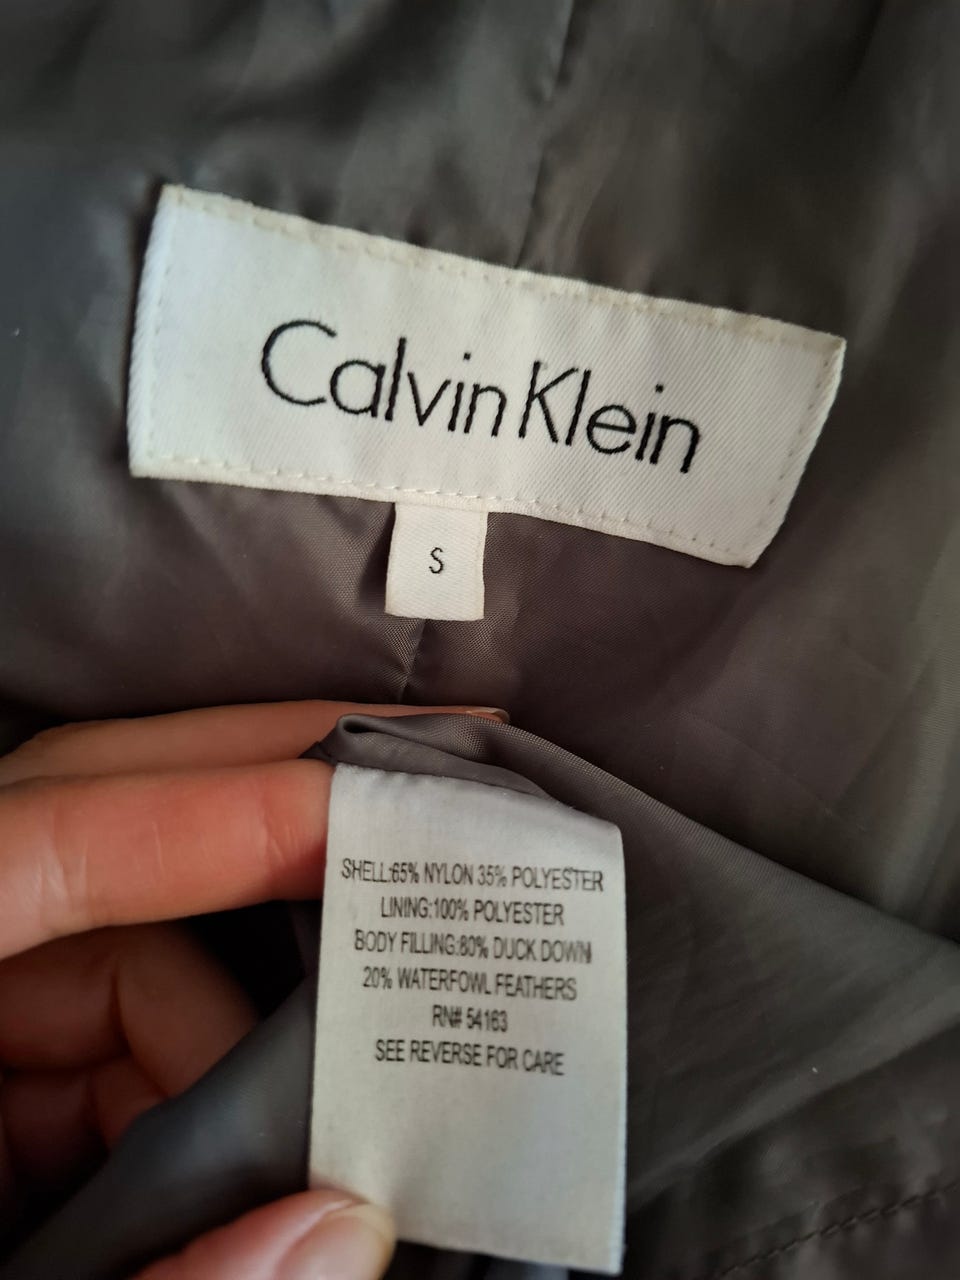 Calvin Klein
S
SHELL:65% NYLON 35% POLYESTER
LINING:100% POLYESTER
BODY FILLING:80% DUCK DOWN
20% WATERFOWL FEATHERS
RN# 54163
SEE REVERSE FOR CARE